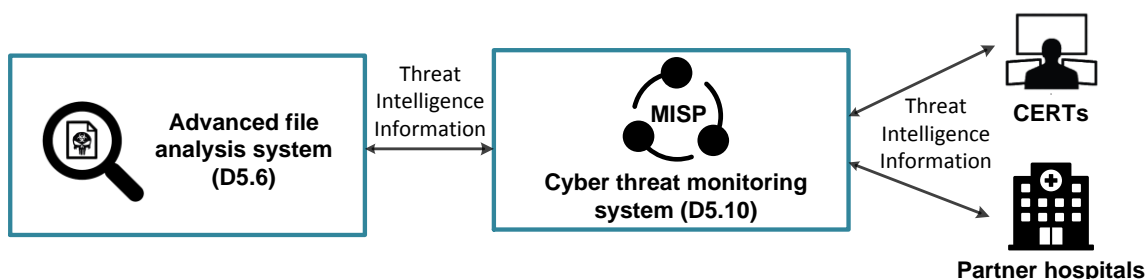 Advanced file
analysis system
(D5.6)
Threat
Intelligence
Information
MISP
Cyber threat monitoring
system (D5.10)
Threat
Intelligence
Information
CERTs
Partner hospitals